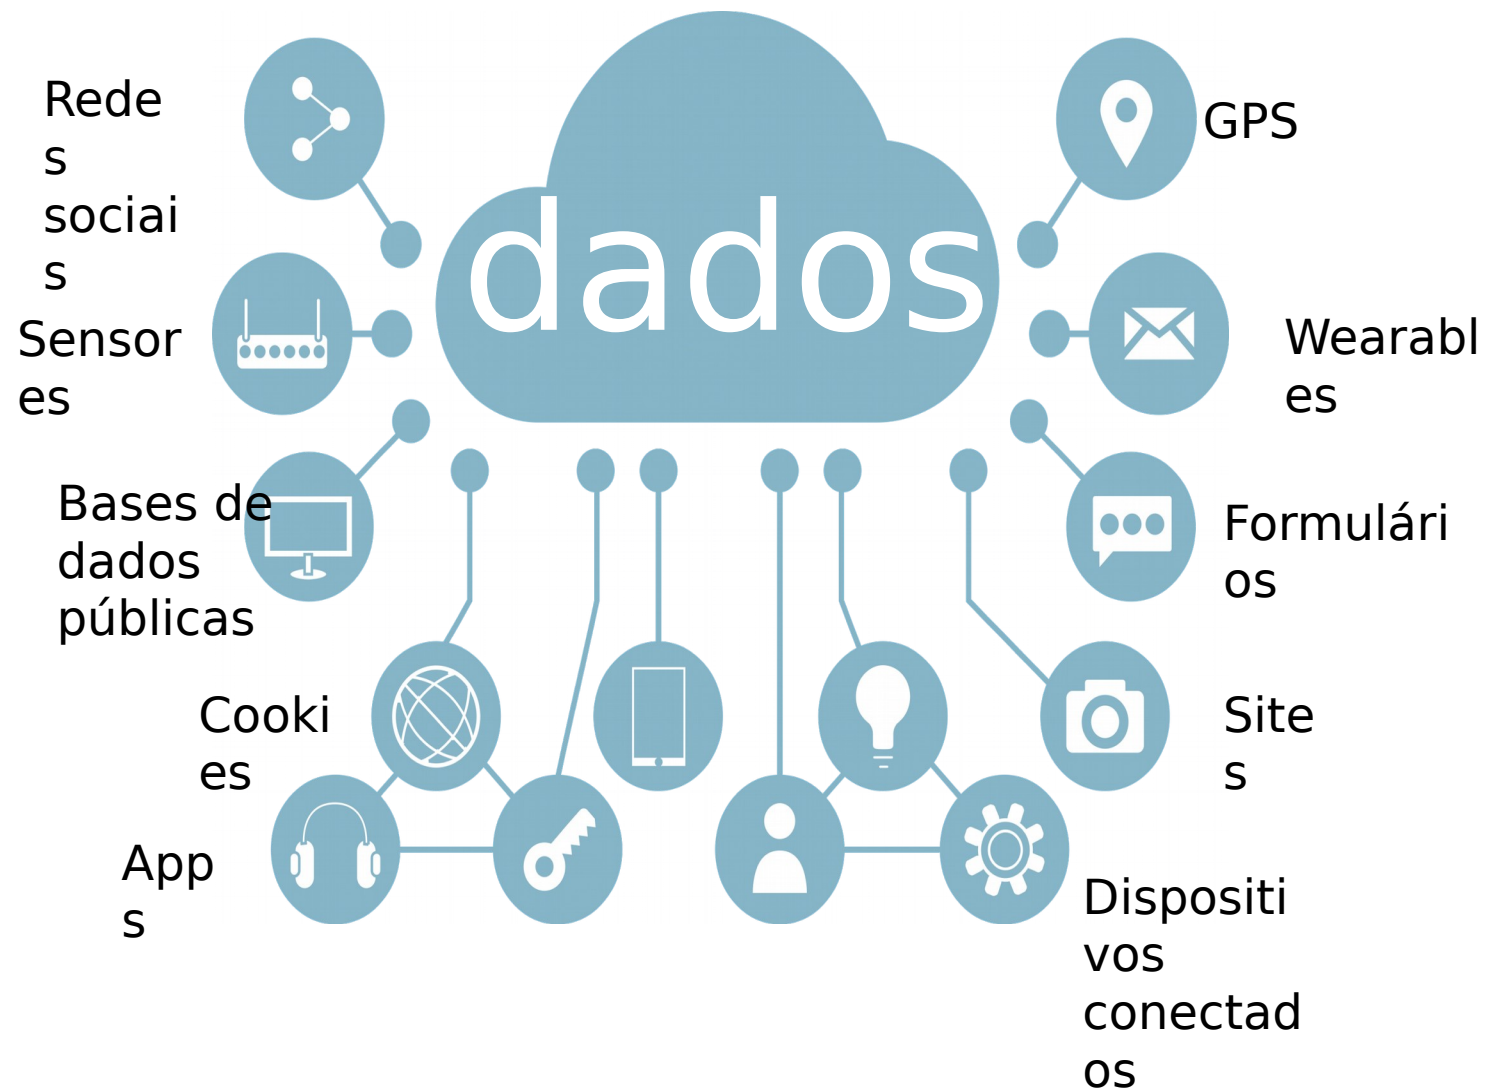 Rede
s
sociai
s
GPS
dados
Sensor
es
Wearabl
es
Bases de
dados
públicas
Formulári
os
Cooki
es
Site
s
App
s
Dispositi
vos
conectad
os